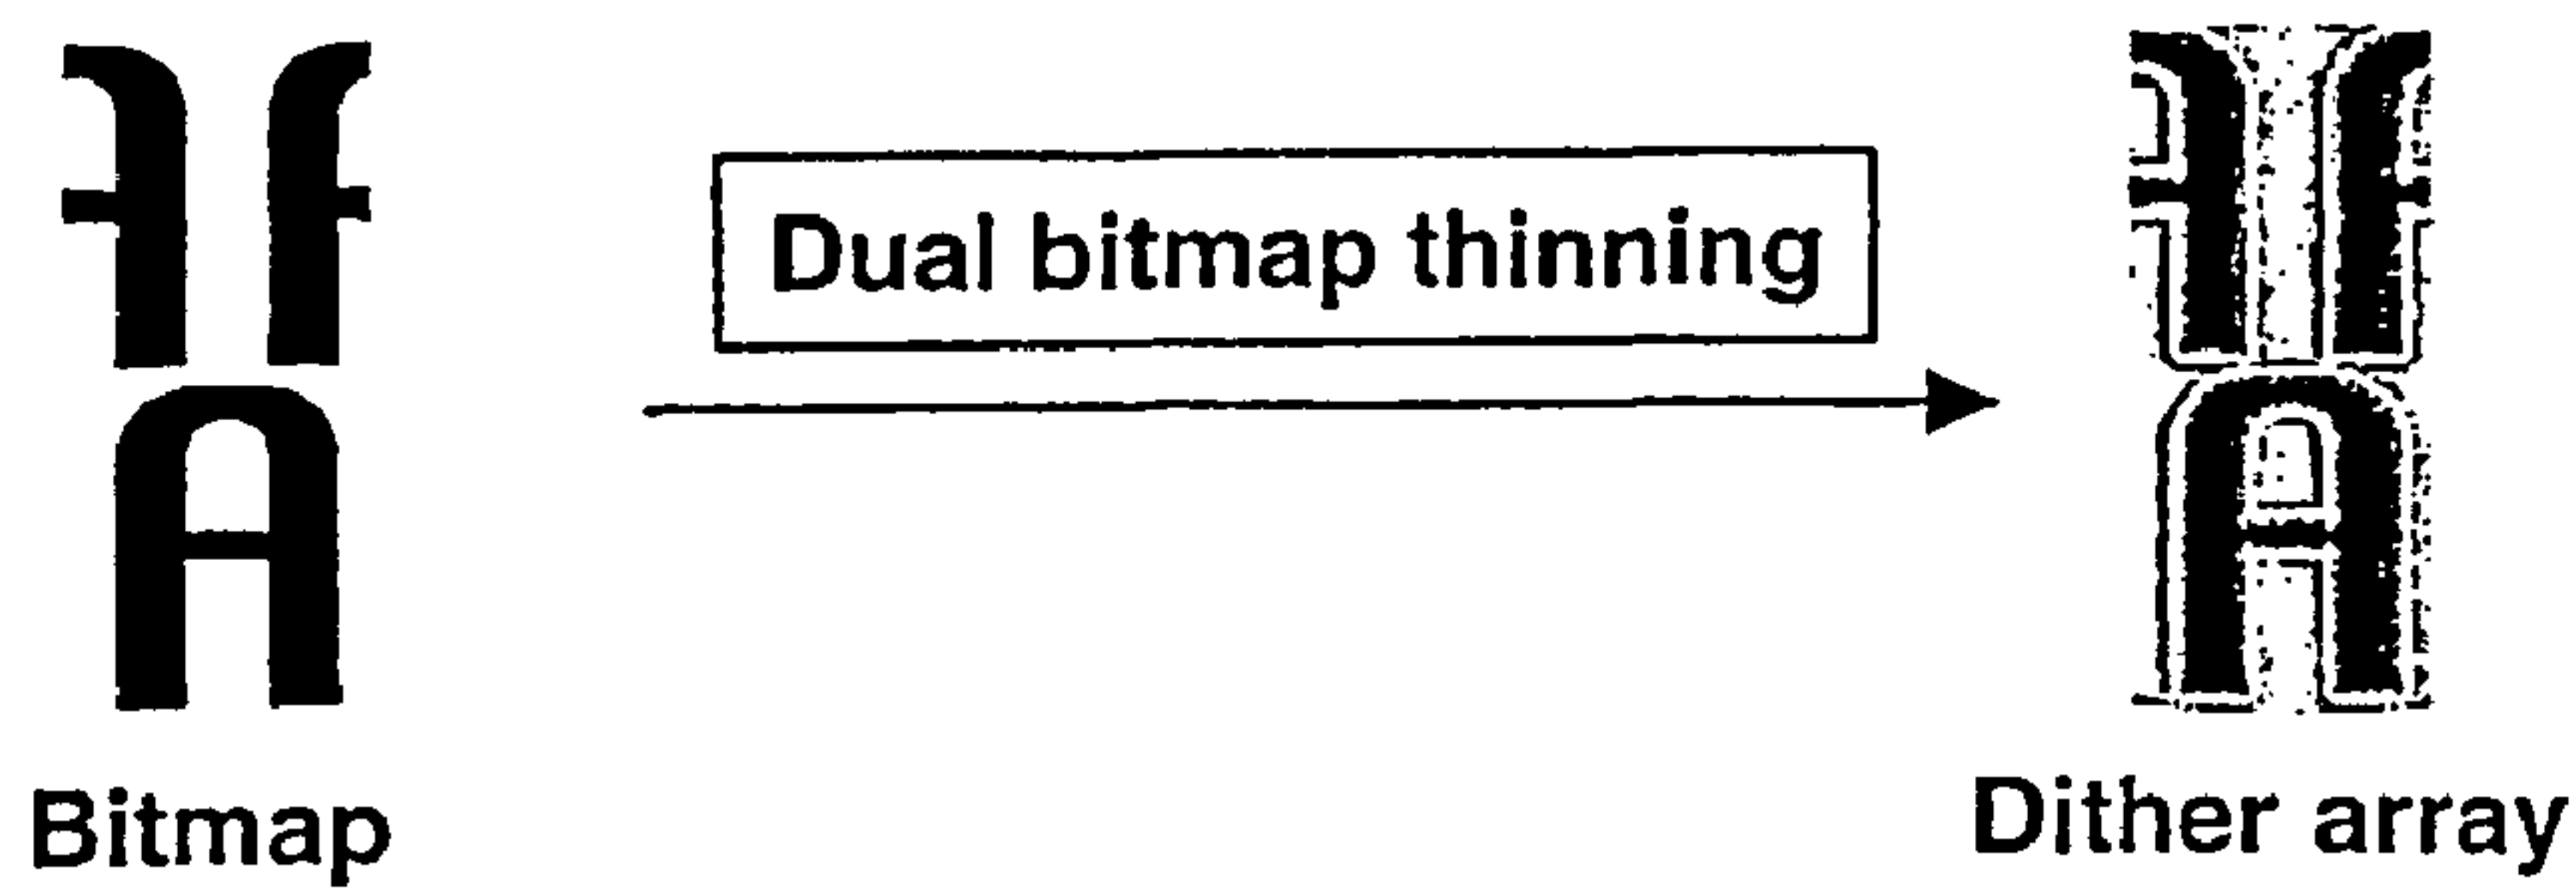 Dual bitmap thinning
A
A
Bitmap
Dither array